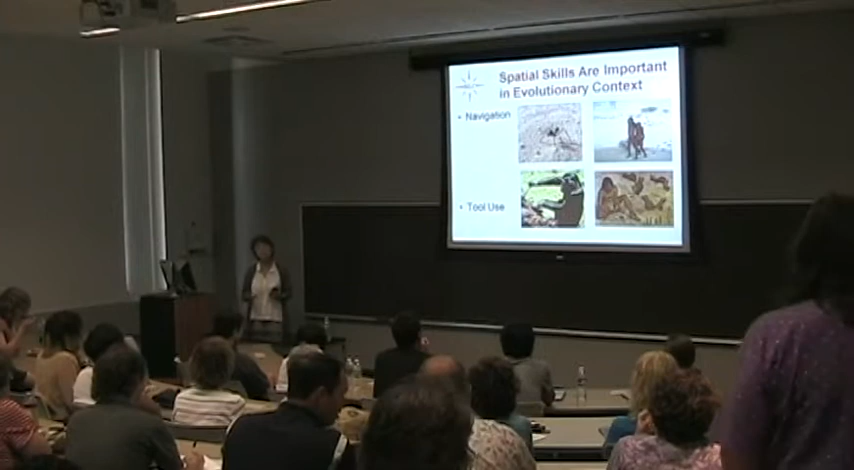 Spatial Skills Are Important
in Evolutionary Context
• Navigation
• Tool Use